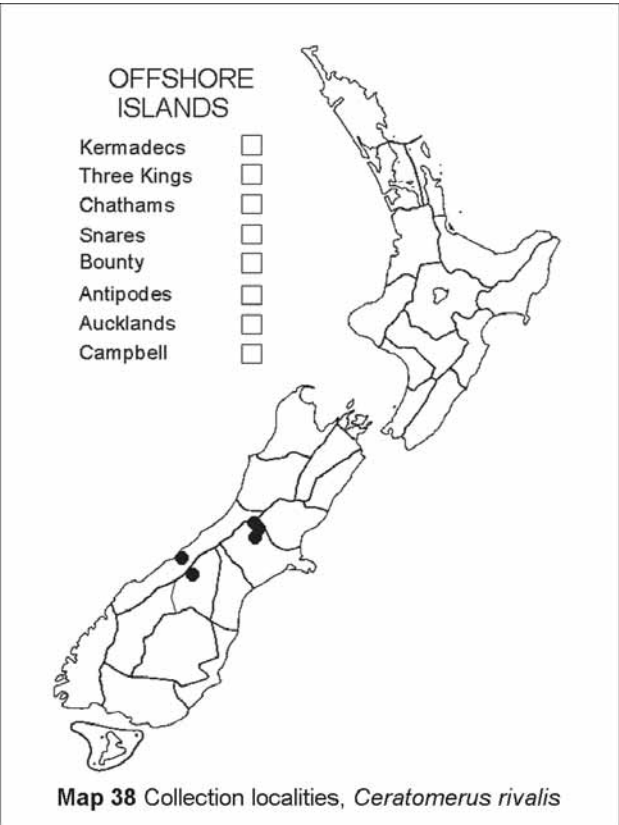 OFFSHORE
ISLANDS
Kermadecs
Three Kings
Chathams
Snares
Bounty
Antipodes
Aucklands
Campbell
Map 38 Collection localities, Ceratomerus rivalis